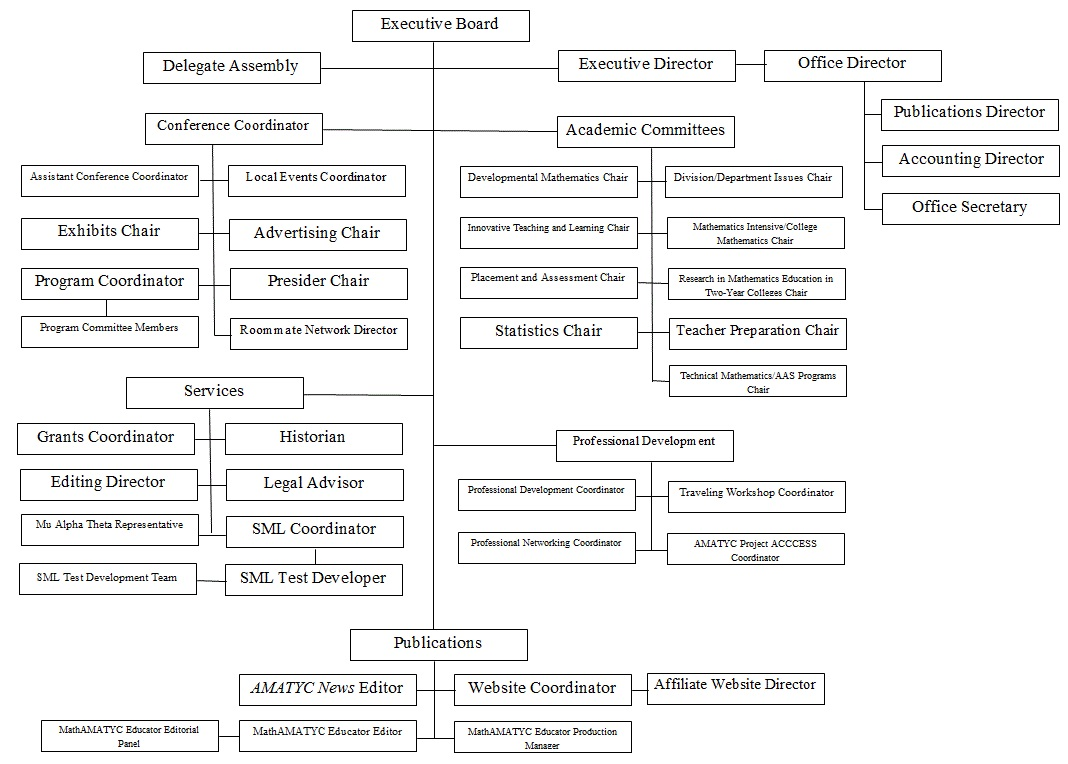 Executive Board
Delegate Assembly
Executive Director
Office Director
Publications Director
Accounting Director
Office Secretary
Conference Coordinator
Assistant Conference Coordinator
Local Events Coordinator
Exhibits Chair
Advertising Chair
Program Coordinator
Presider Chair
Program Committee Members
Roommate Network Director
Academic Committees
Developmental Mathematics Chair
Division/Department Issues Chair
Innovative Teaching and Learning Chair
Mathematics Intensive/College
Mathematics Chair
Placement and Assessment Chair
Research in Mathematics Education in
Two-Year Colleges Chair
Statistics Chair
Teacher Preparation Chair
Technical Mathematics/AAS Programs
Chair
Services
Grants Coordinator
Historian
Editing Director
Legal Advisor
Mu Alpha Theta Representative
SML Coordinator
SML Test Development Team
SML Test Developer
Professional Development
Professional Development Coordinator
Traveling Workshop Coordinator
Professional Networking Coordinator
AMATYC Project ACCCESS
Coordinator
Publications
AMATYC News Editor
Website Coordinator
Affiliate Website Director
MathAMATYC Educator Editorial
Panel
MathAMATYC Educator Editor
MathAMATYC Educator Production
Manager